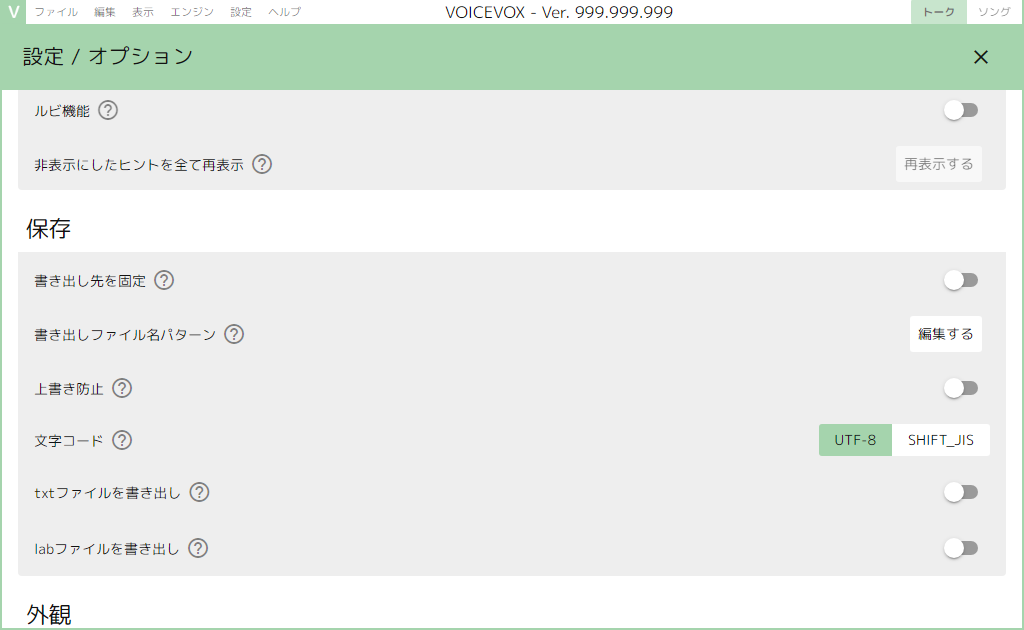 V ファイル 編集 表示 エンジン 設定 ヘルプ VOICEVOX - Ver. 999.999.999 トーク ソング
設定 / オプション
ルビ機能 ?
非表示にしたヒントを全て再表示 ? 再表示する
保存
書き出し先を固定 ?
書き出しファイル名パターン ? 編集する
上書き防止 ?
文字コード ? UTF-8 SHIFT_JIS
txtファイルを書き出し ?
labファイルを書き出し ?
外観